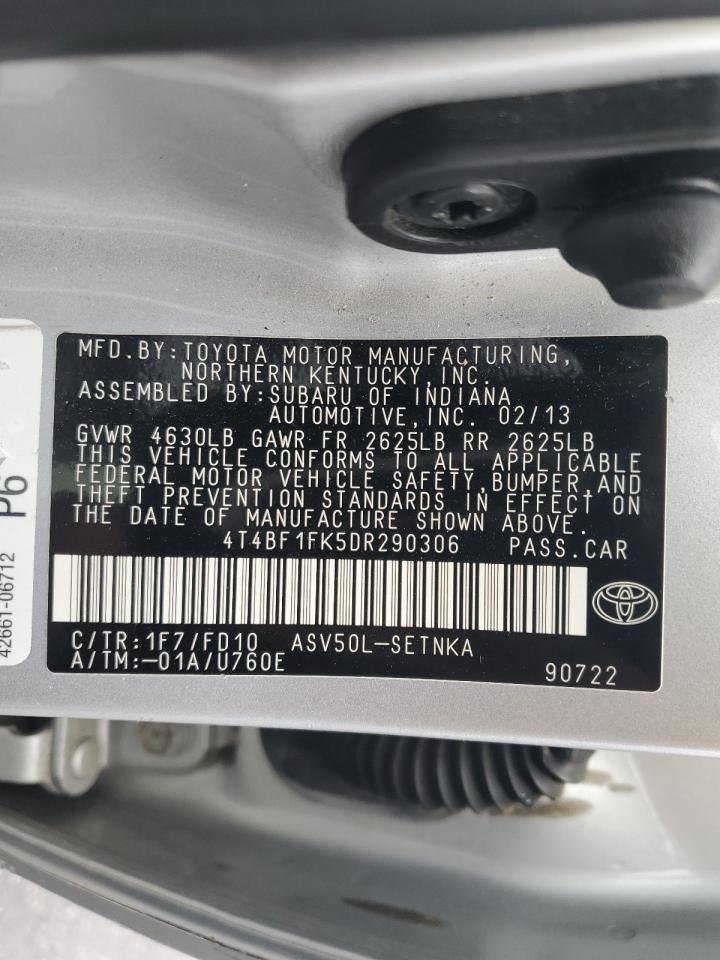 MFD.BY:TOYOTA MOTOR MANUFACTURING,
NORTHERN KENTUCKY,INC.
ASSEMBLED BY:SUBARU OF INDIANA
AUTOMOTIVE,INC. 02/13
GVWR 4630LB GAWR FR 2625LB RR 2625LB
THIS VEHICLE CONFORMS TO ALL APPLICABLE
FEDERAL MOTOR VEHICLE SAFETY,BUMPER,AND
THEFT PREVENTION STANDARDS IN EFFECT ON
THE DATE OF MANUFACTURE SHOWN ABOVE.
4T4BF1FK5DR290306 PASS.CAR
C/TR:1F7/FD10 ASV50L-SETNKA
A/TM:-01A/U760E
90722
P6
42661-06712